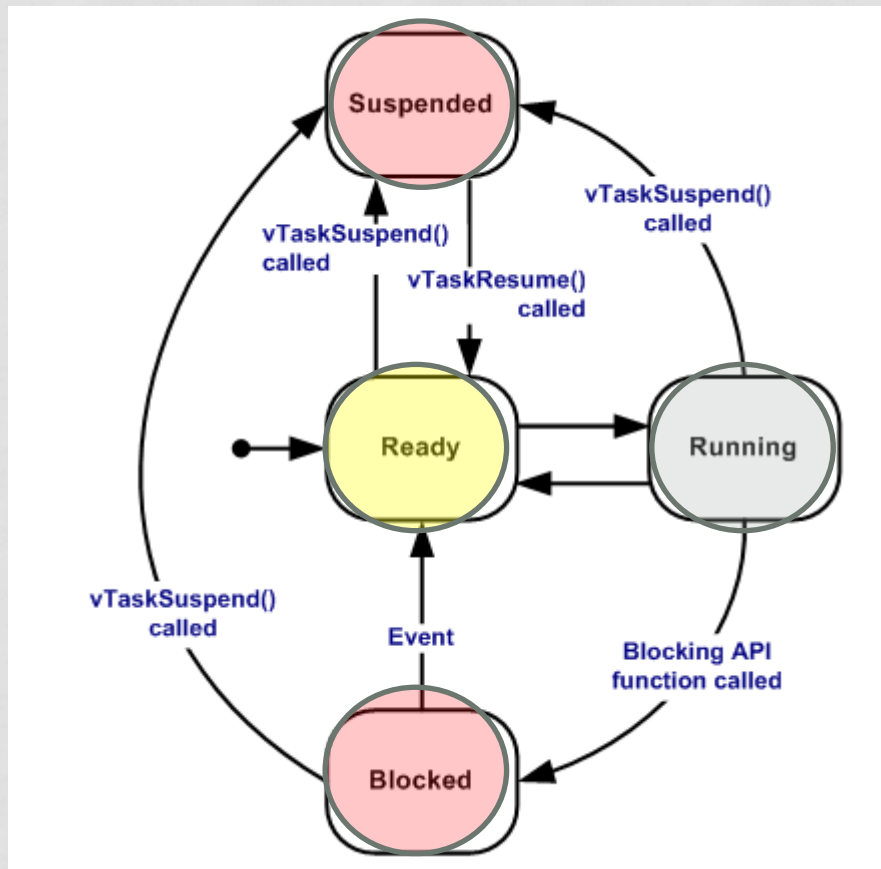 Suspended
vTaskSuspend()
called
vTaskSuspend()
called
vTaskResume()
called
Ready
Running
vTaskSuspend()
called
Event
Blocking API
function called
Blocked